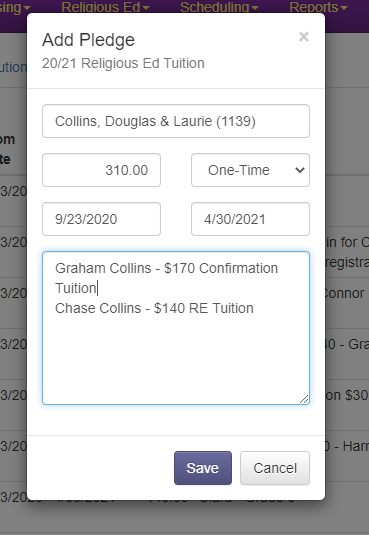 Religious Ed
Scheduling
Reports
Add Pledge
×
20/21 Religious Ed Tuition
Collins, Douglas & Laurie (1139)
310.00
One-Time
9/23/2020
4/30/2021
Graham Collins - $170 Confirmation
Tuition
Chase Collins - $140 RE Tuition
Save
Cancel